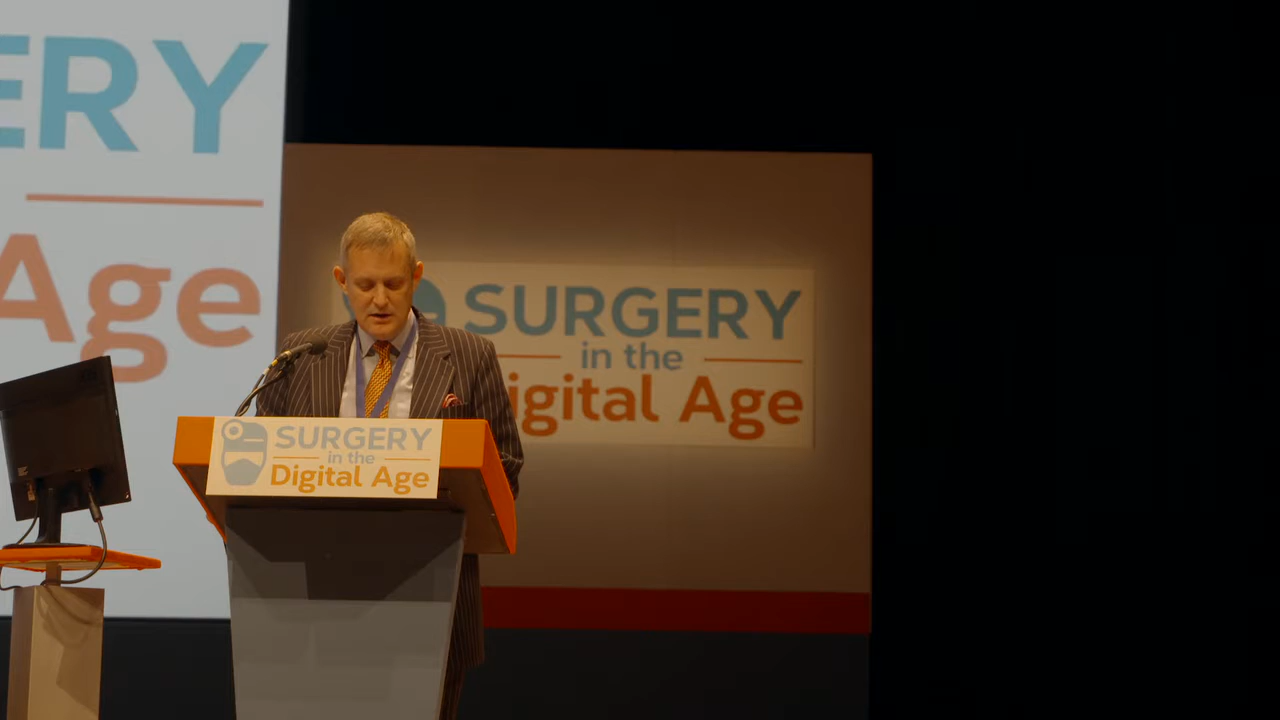 ERY
Age
SURGERY
in the
igital Age
SURGERY
in the
Digital Age